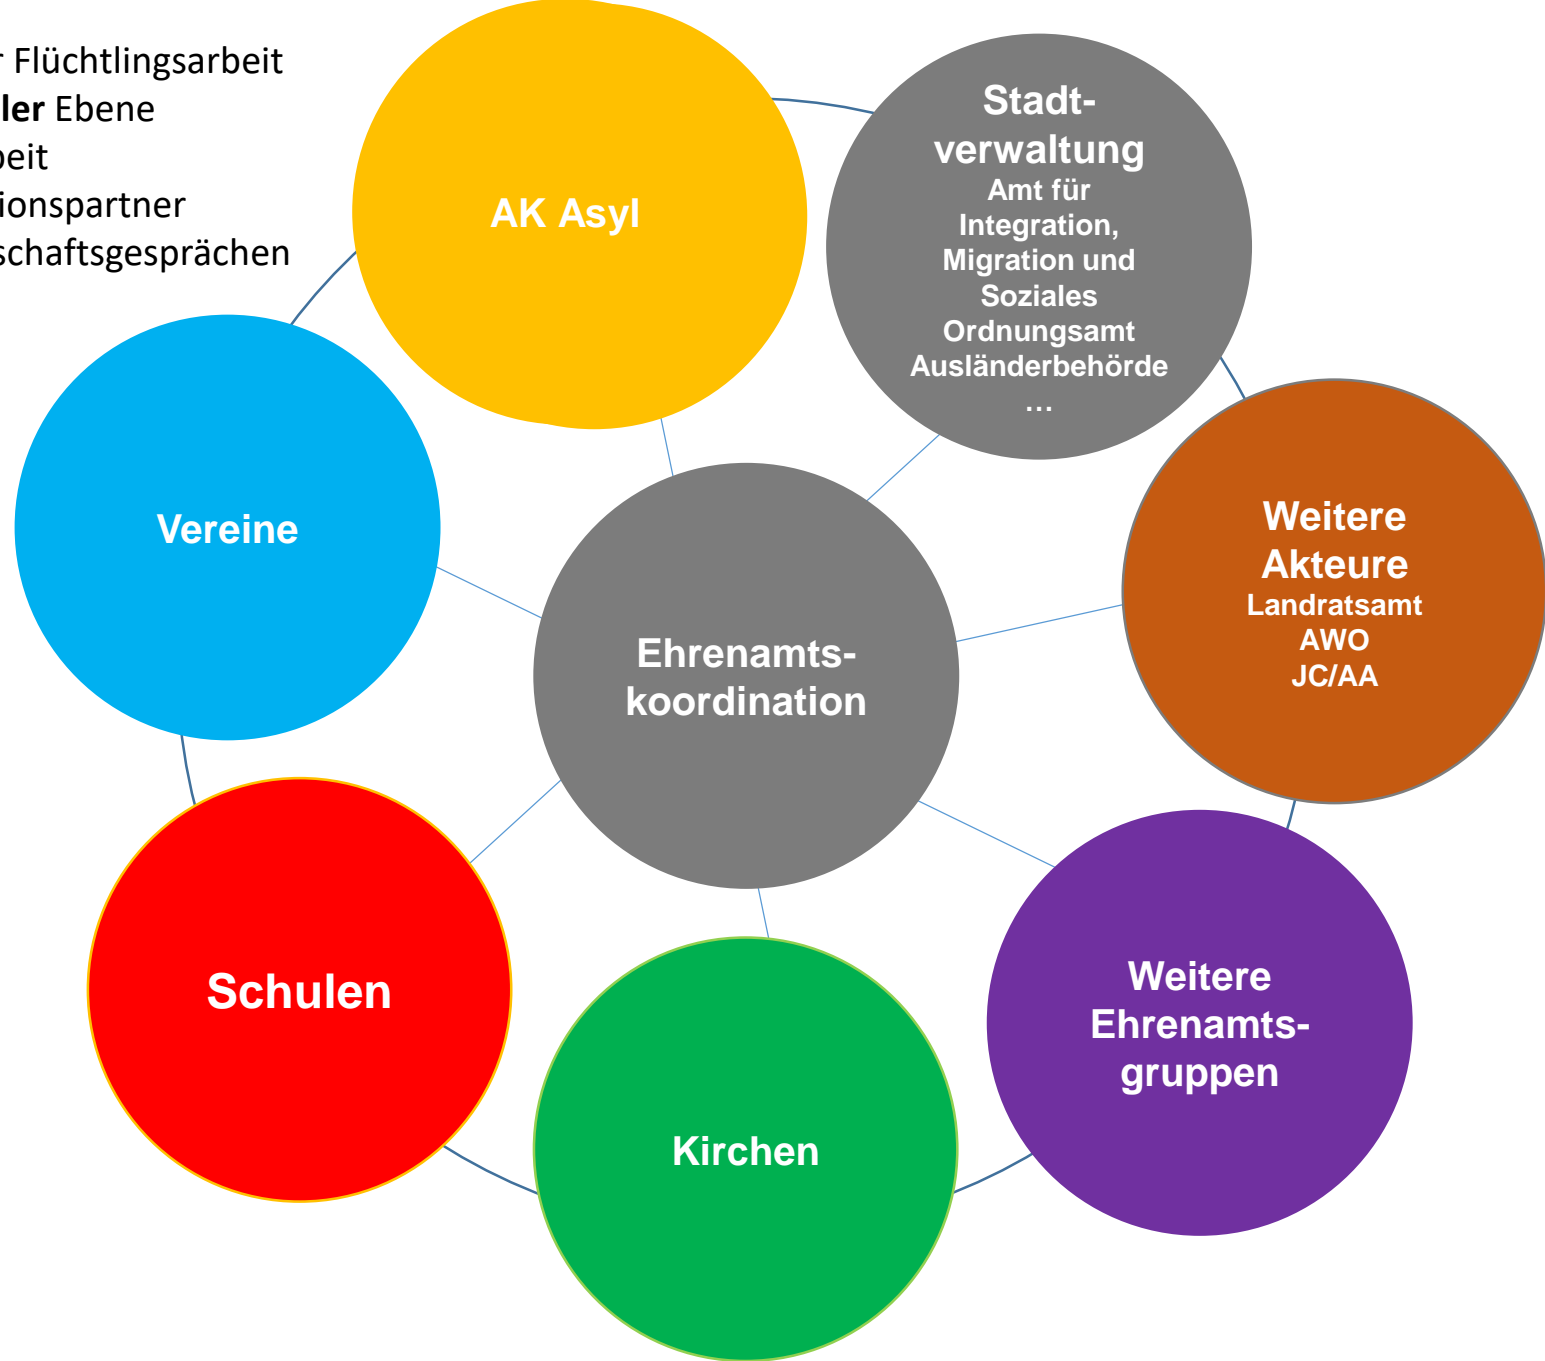 r Flüchtlingsarbeit
ler Ebene
beit
tionspartner
schaftsgesprächen
AK Asyl
Stadt-
verwaltung
Amt für
Integration,
Migration und
Soziales
Ordnungsamt
Ausländerbehörde
…
Vereine
Weitere
Akteure
Landratsamt
AWO
JC/AA
Ehrenamts-
koordination
Schulen
Weitere
Ehrenamts-
gruppen
Kirchen